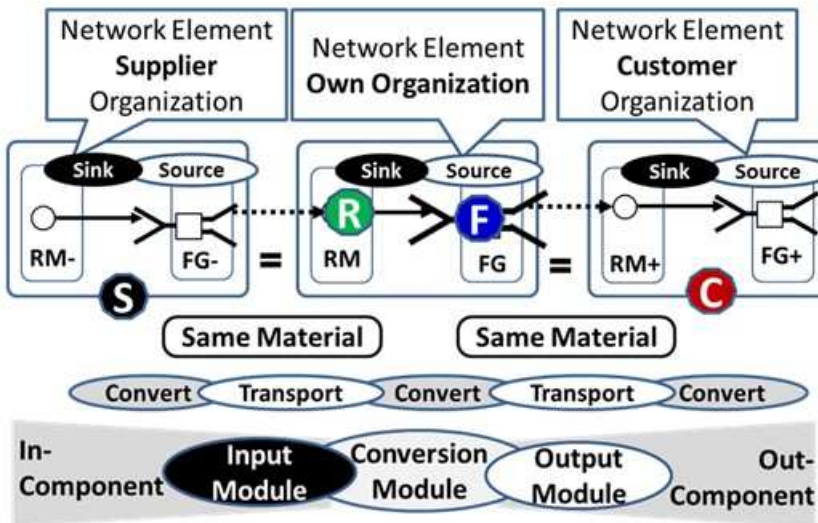 Network Element
Supplier
Organization
Network Element
Own Organization
Network Element
Customer
Organization
Sink
Source
Sink
Source
Sink
Source
R
F
RM-
FG-
=
RM
FG
=
RM+
FG+
S
C
Same Material
Same Material
Convert
Transport
Convert
Transport
Convert
In-
Component
Input
Module
Conversion
Module
Output
Module
Out-
Component